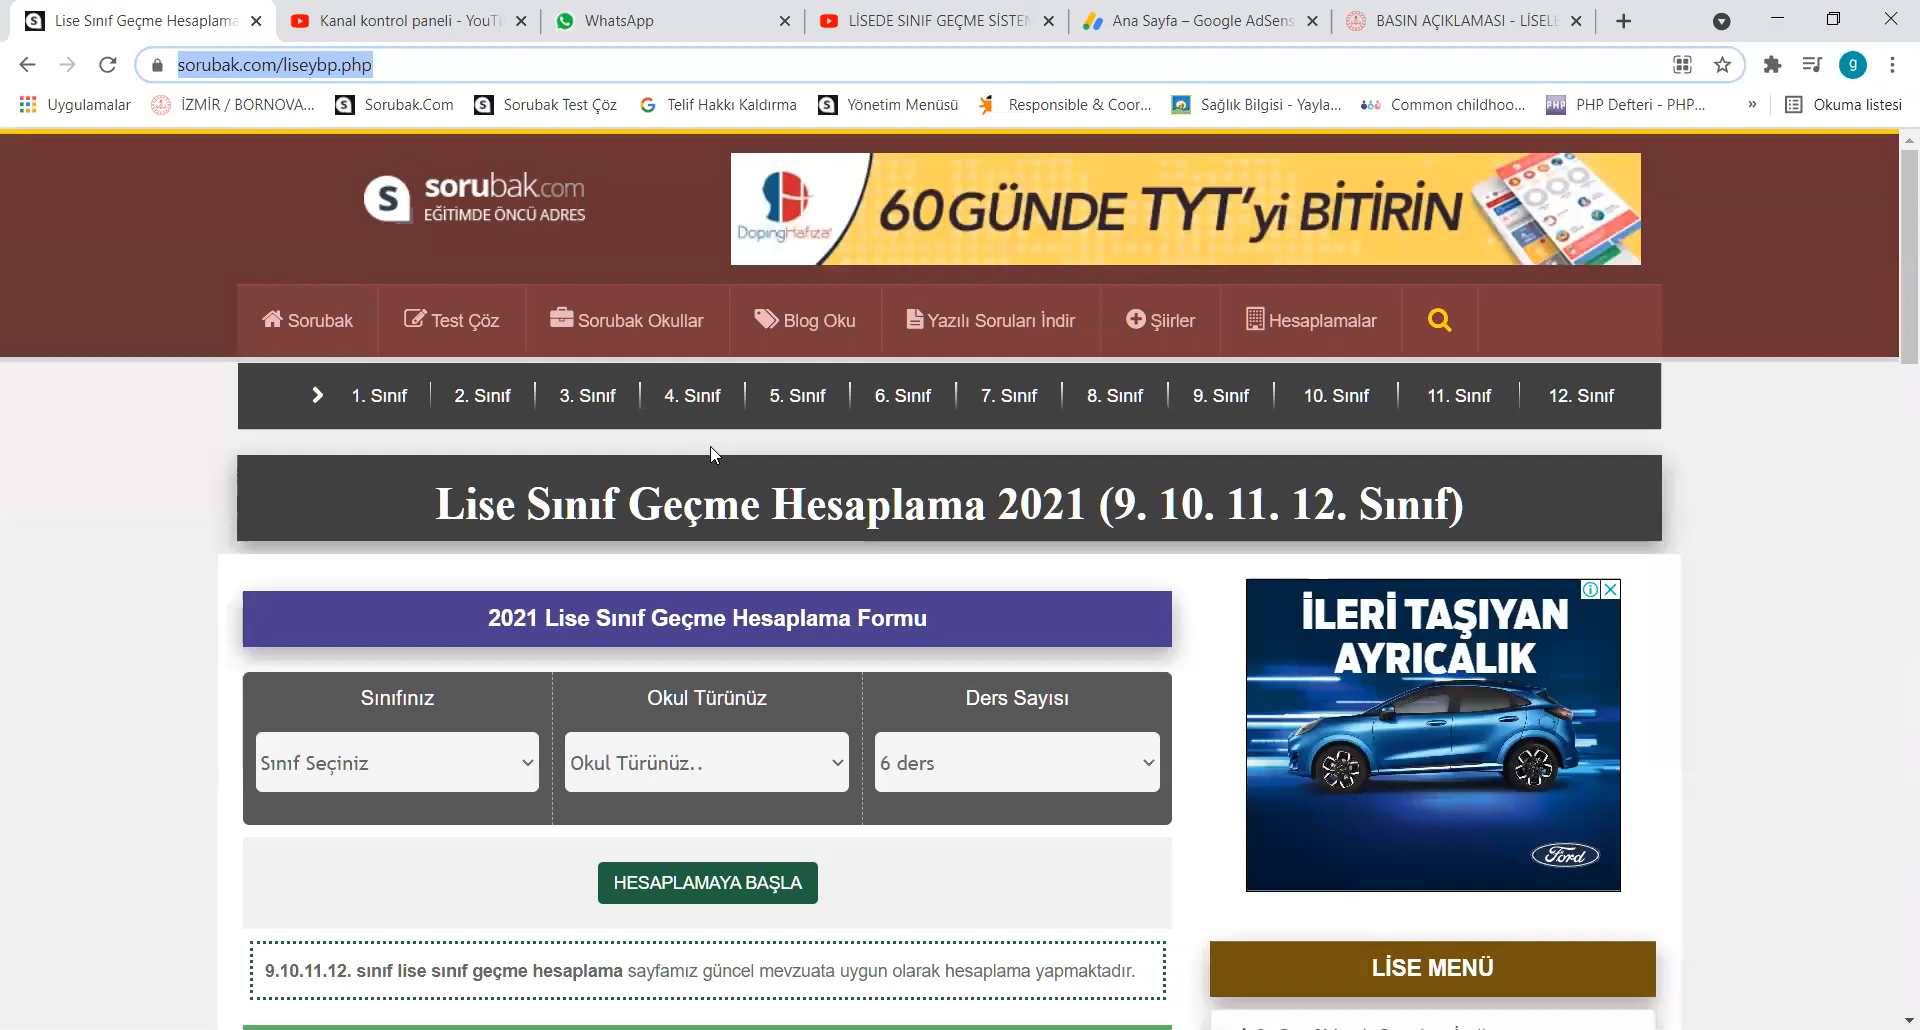 Lise Sınıf Geçme Hesaplama
Kanal kontrol paneli - YouT
WhatsApp
LİSEDE SINIF GEÇME SİSTEM
Ana Sayfa – Google AdSens
BASIN AÇIKLAMASI - LİSELE
sorubak.com/liseybp.php
g
Uygulamalar
İZMİR / BORNOVA...
Sorubak.Com
Sorubak Test Çöz
Telif Hakkı Kaldırma
Yönetim Menüsü
Responsible & Coor...
Sağlık Bilgisi - Yayla...
Common childhoo...
PHP Defteri - PHP...
»
Okuma listesi
S sorubak.com
EĞİTİMDE ÖNCÜ ADRES
DopingHafıza
60 GÜNDE TYT'yi BİTİRİN
Sorubak
Test Çöz
Sorubak Okullar
Blog Oku
Yazılı Soruları İndir
Şiirler
Hesaplamalar
1. Sınıf
2. Sınıf
3. Sınıf
4. Sınıf
5. Sınıf
6. Sınıf
7. Sınıf
8. Sınıf
9. Sınıf
10. Sınıf
11. Sınıf
12. Sınıf
Lise Sınıf Geçme Hesaplama 2021 (9. 10. 11. 12. Sınıf)
2021 Lise Sınıf Geçme Hesaplama Formu
Sınıfınız
Okul Türünüz
Ders Sayısı
Sınıf Seçiniz
Okul Türünüz..
6 ders
HESAPLAMAYA BAŞLA
9.10.11.12. sınıf lise sınıf geçme hesaplama sayfamız güncel mevzuata uygun olarak hesaplama yapmaktadır.
İLERİ TAŞIYAN
AYRICALIK
Ford
LİSE MENÜ